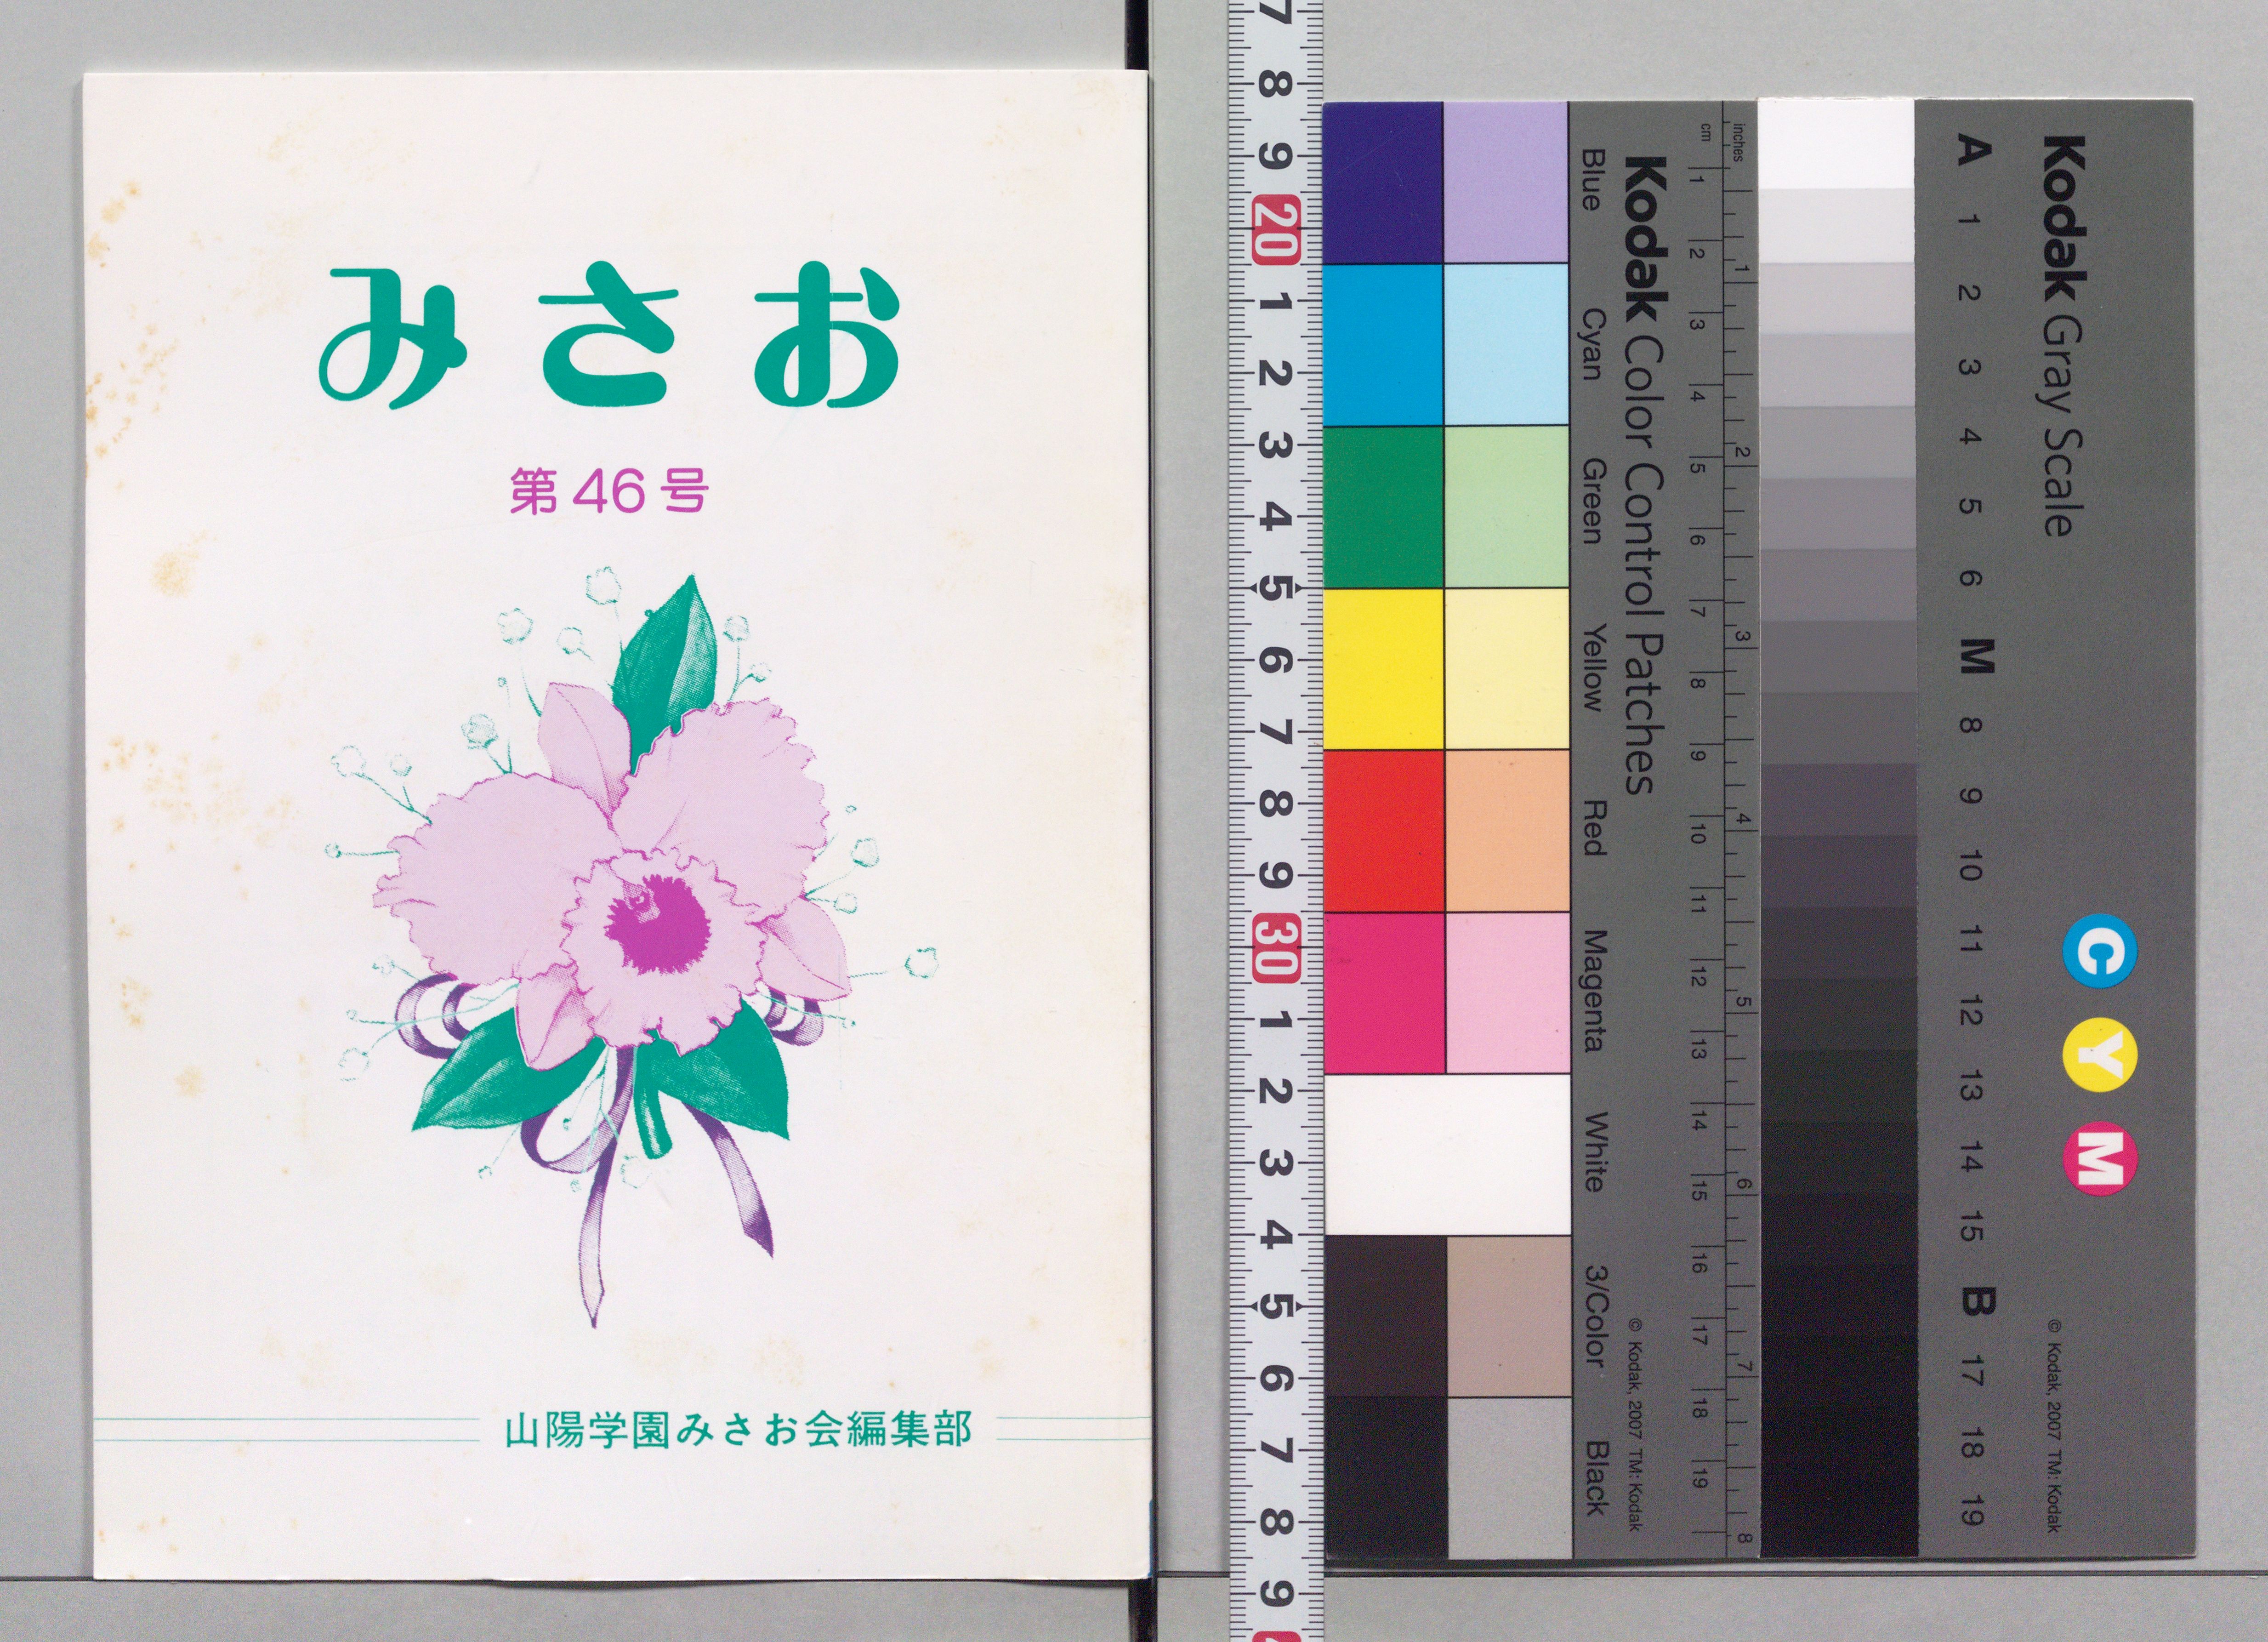 みさお
第46号
山陽学園みさお会編集部
7 8 9 20 1 2 3 4 5 6 7 8 9 30 1 2 3 4 5 6 7 8 9
Blue Cyan Green Yellow Red Magenta White 3/Color Black
Kodak Color Control Patches © Kodak, 2007 TM: Kodak
cm 1 2 3 4 5 6 7 8 9 10 11 12 13 14 15 16 17 18 19
inches 1 2 3 4 5 6 7 8
A 1 2 3 4 5 6 M 8 9 10 11 12 13 14 15 B 17 18 19
Kodak Gray Scale
C Y M
© Kodak, 2007 TM: Kodak